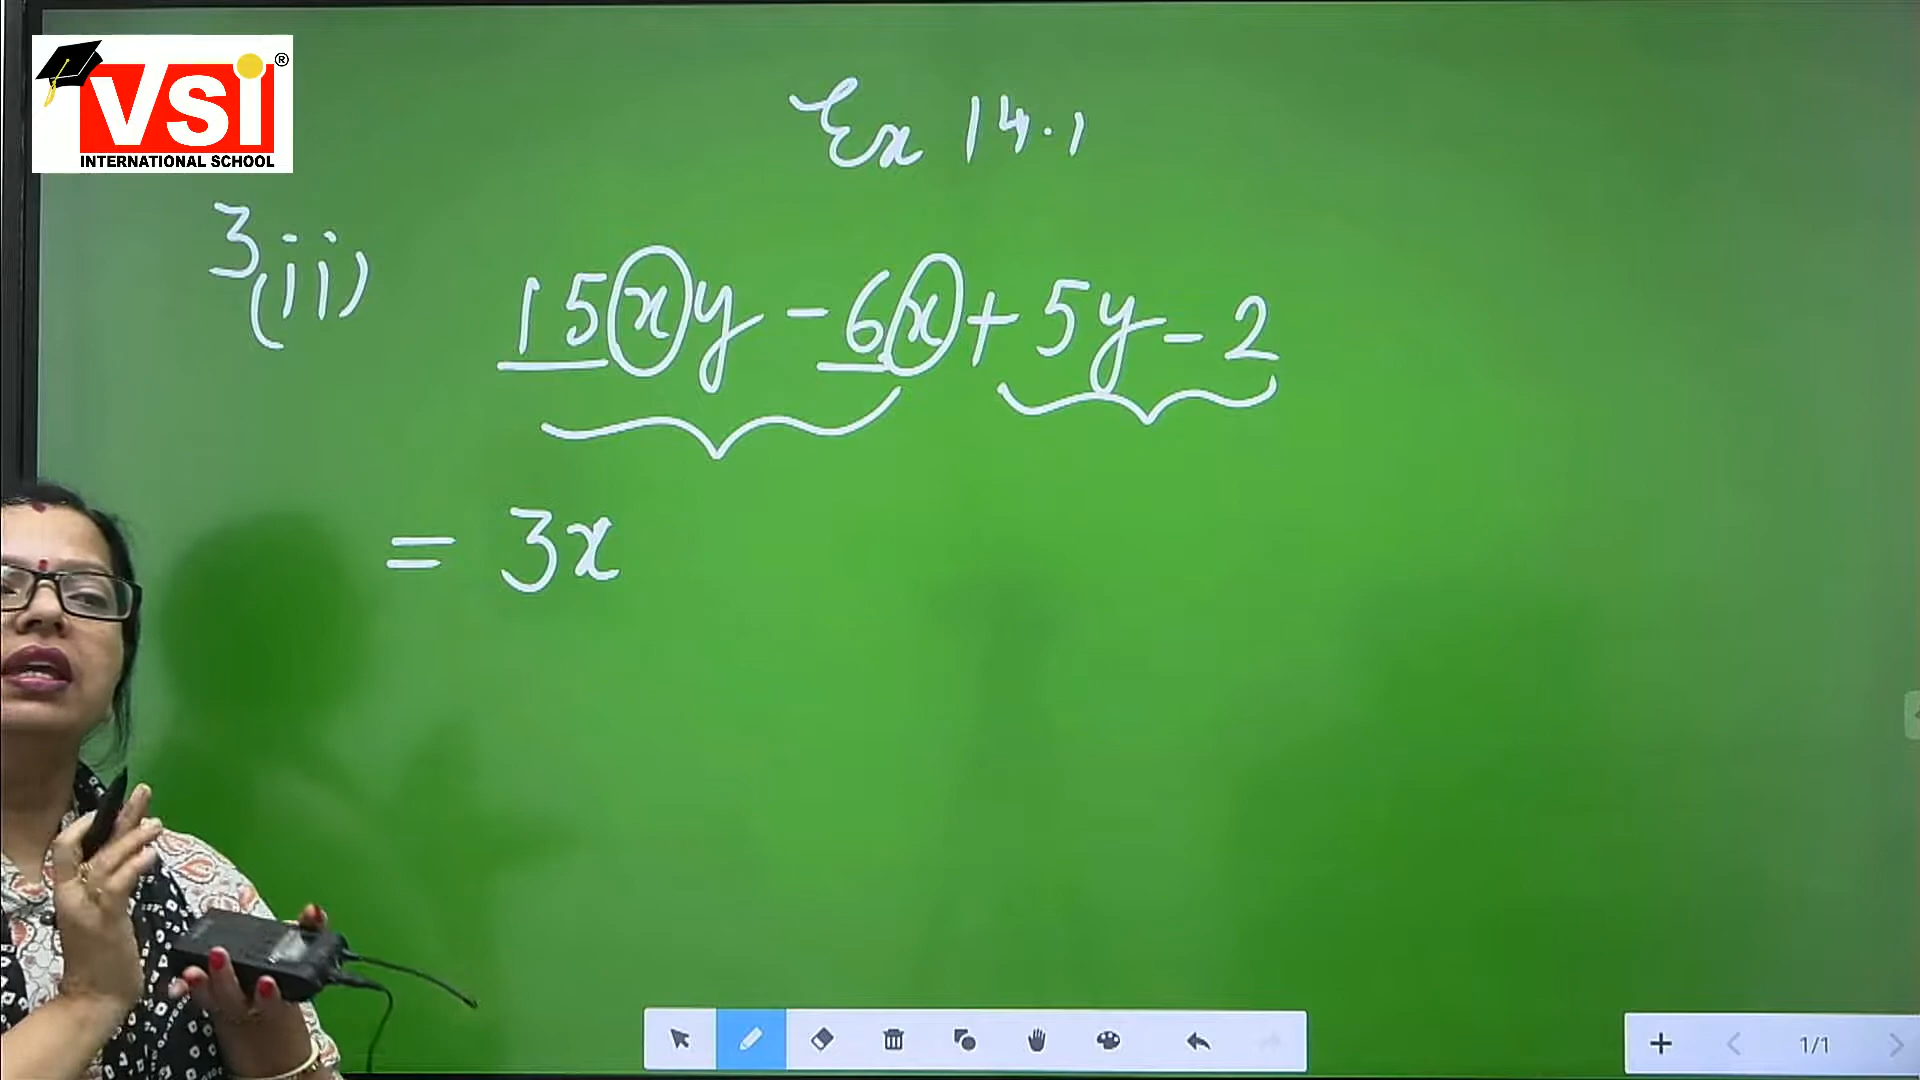 vsi ®
INTERNATIONAL SCHOOL
Ex 14.1
3(ii) 15xy - 6x + 5y - 2
= 3x
1/1